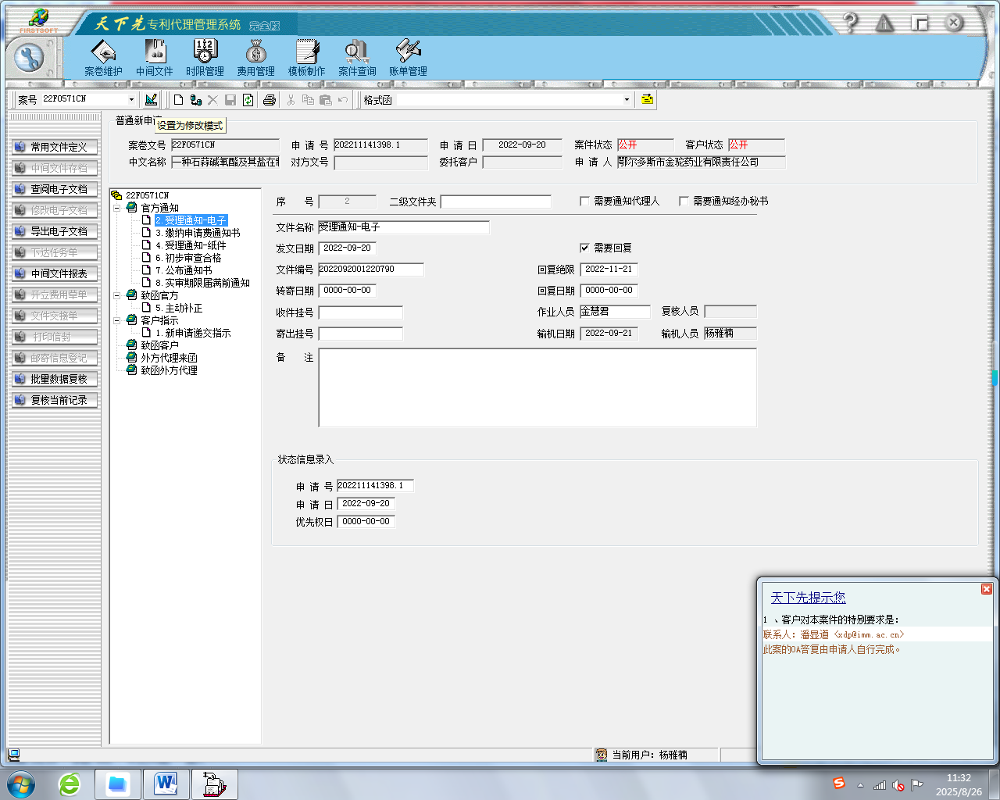 FIRSTSOFT
天下先专利代理管理系统 完全版
案卷维护 中间文件 时限管理 费用管理 模板制作 案件查询 账单管理
案号 22F0571CN 格式函
普通新申请
设置为修改模式
案卷文号 22F0571CN 申 请 号 202211141398.1 申 请 日 2022-09-20 案件状态 公开 客户状态 公开
中文名称 一种石蒜碱氧酯及其盐在制 对方文号 委托客户 申 请 人 鄂尔多斯市金驼药业有限责任公司
常用文件定义
中间文件存档
查阅电子文档
修改电子文档
导出电子文档
下达任务单
中间文件报表
开立费用草单
文件交接单
打印信封
邮寄信息登记
批量数据复核
复核当前记录
22F0571CN
官方通知
2. 受理通知-电子
3. 缴纳申请费通知书
4. 受理通知-纸件
6. 初步审查合格
7. 公布通知书
8. 实审期限届满前通知
致函官方
5. 主动补正
客户指示
1. 新申请递交指示
致函客户
外方代理来函
致函外方代理
序 号 2 二级文件夹 需要通知代理人 需要通知经办秘书
文件名称 受理通知-电子
发文日期 2022-09-20 需要回复
文件编号 2022092001220790 回复绝限 2022-11-21
转寄日期 0000-00-00 回复日期 0000-00-00
收件挂号 作业人员 金慧君 复核人员
寄出挂号 输机日期 2022-09-21 输机人员 杨雅楠
备 注
状态信息录入
申 请 号 202211141398.1
申 请 日 2022-09-20
优先权日 0000-00-00
天下先提示您
1 、客户对本案件的特别要求是：
联系人：潘显道 <xdp@imm.ac.cn>
此案的OA答复由申请人自行完成。
当前用户：杨雅楠
11:32
2025/8/26